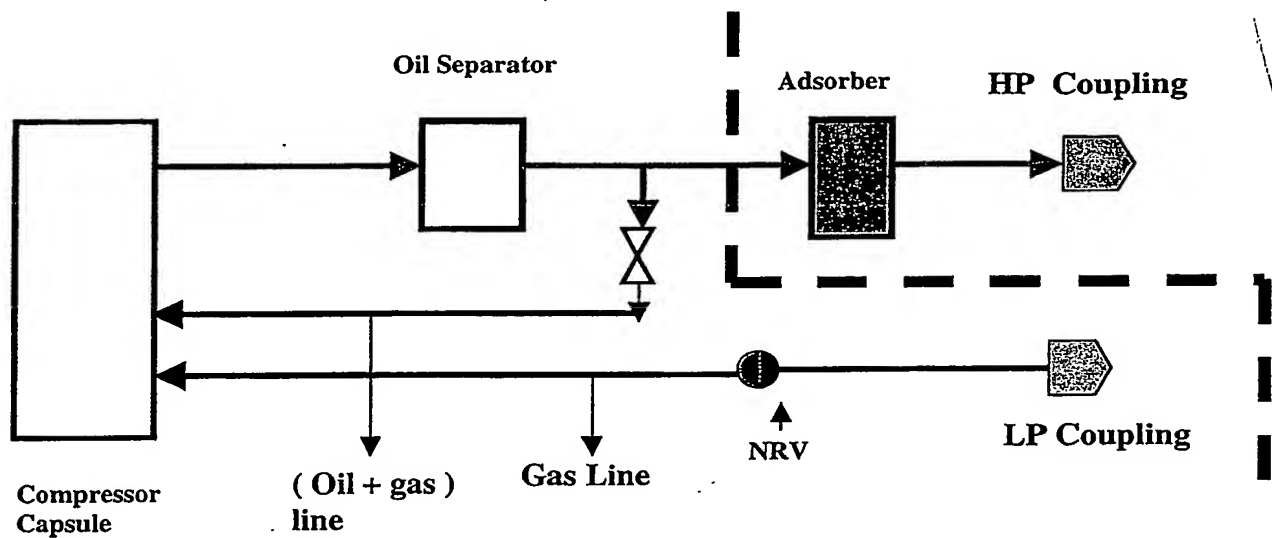 Oil Separator
Adsorber
HP Coupling
NRV
LP Coupling
Compressor
Capsule
( Oil + gas )
line
Gas Line